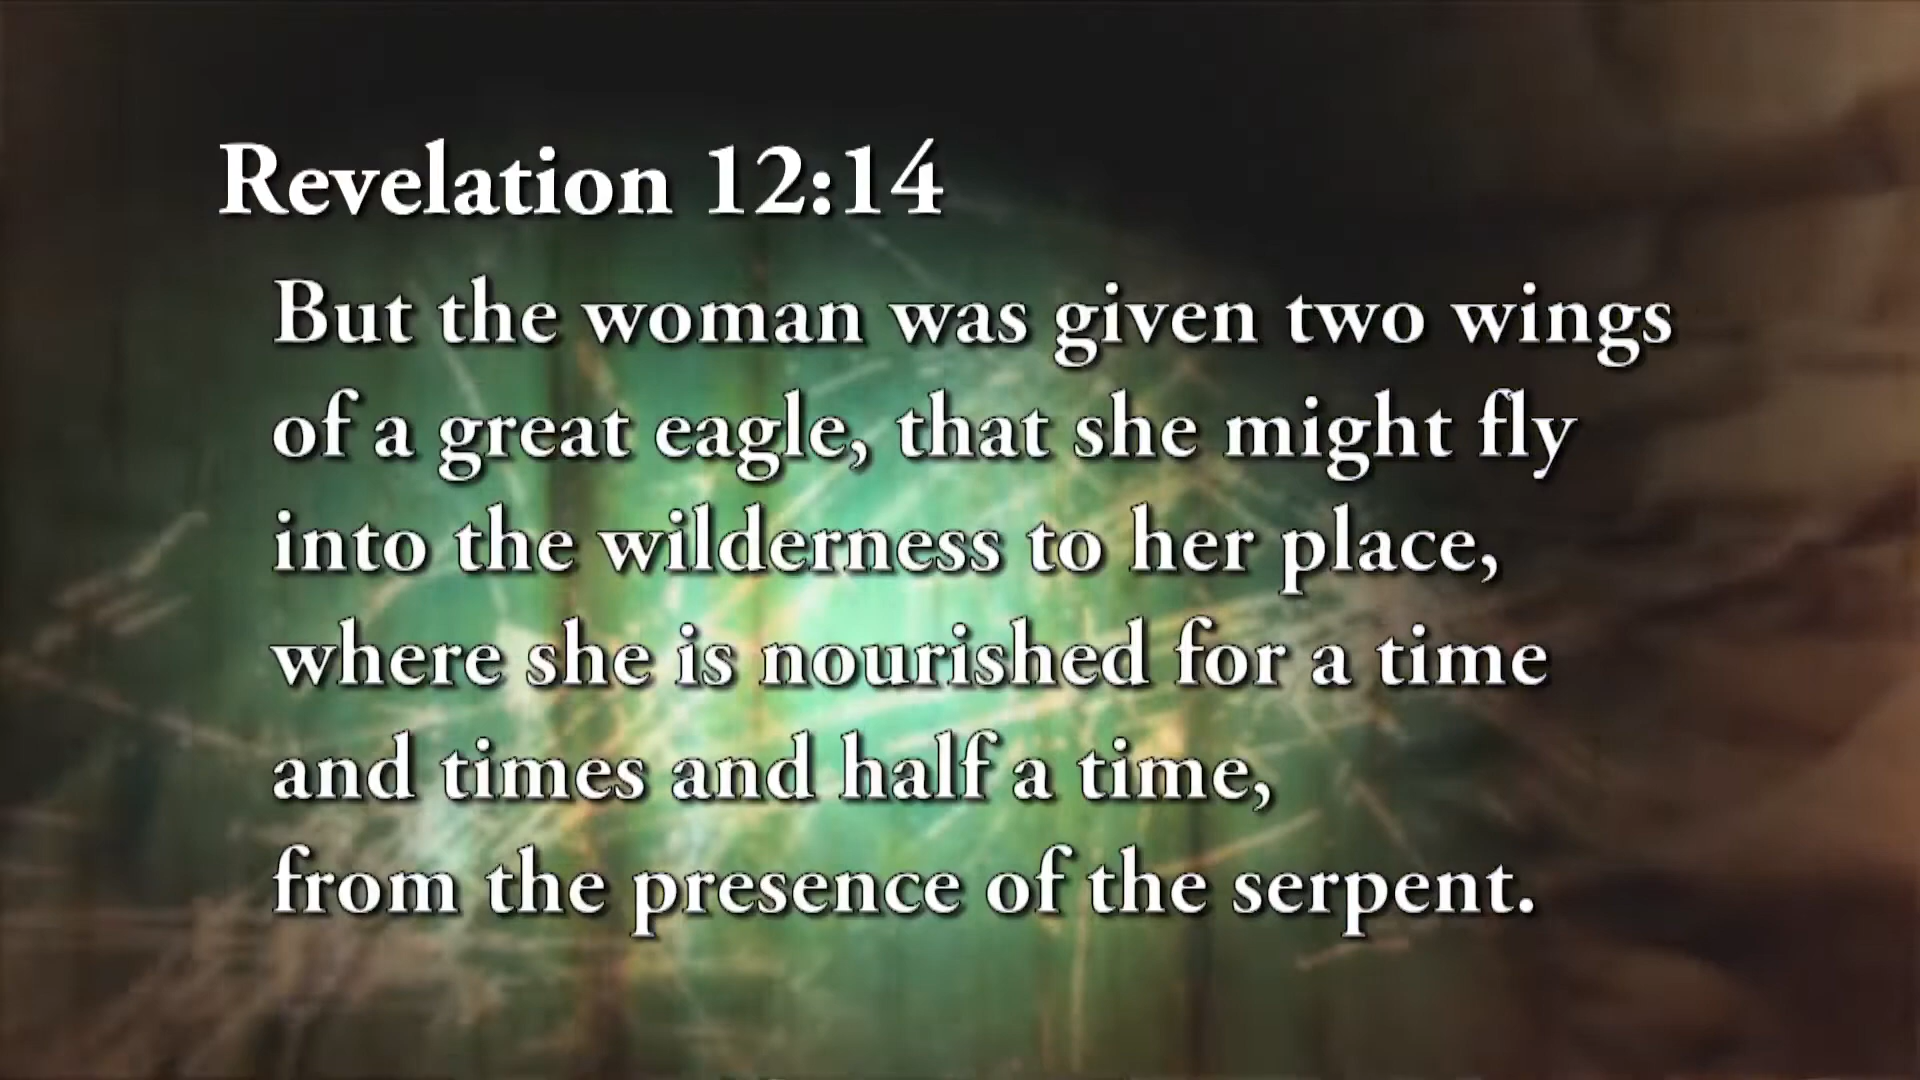 Revelation 12:14
But the woman was given two wings
of a great eagle, that she might fly
into the wilderness to her place,
where she is nourished for a time
and times and half a time,
from the presence of the serpent.